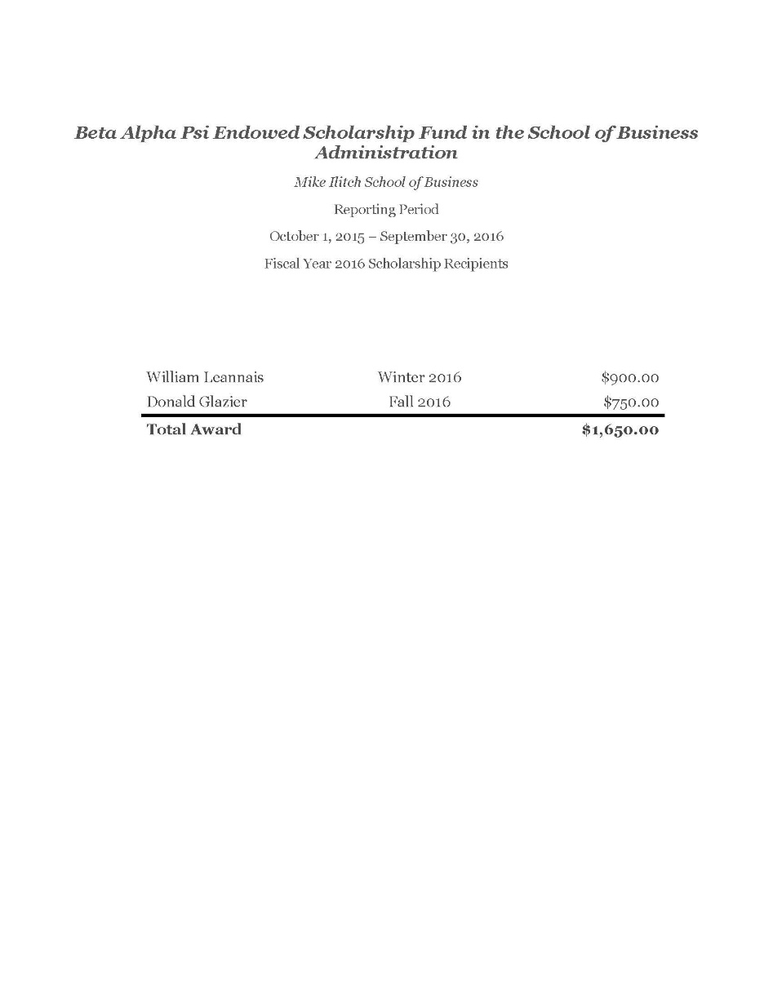 Beta Alpha Psi Endowed Scholarship Fund in the School of Business
Administration
Mike Ilitch School of Business
Reporting Period
October 1, 2015 – September 30, 2016
Fiscal Year 2016 Scholarship Recipients
William Leannais Winter 2016 $900.00
Donald Glazier Fall 2016 $750.00
Total Award $1,650.00